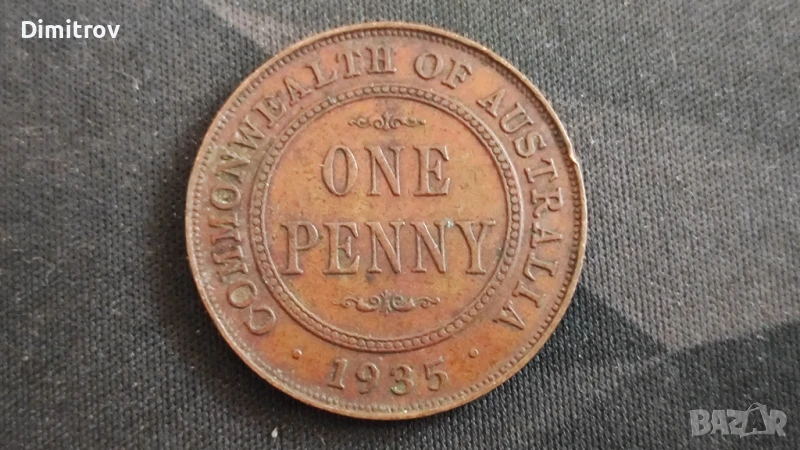 Dimitrov
COMMONWEALTH OF AUSTRALIA
ONE
PENNY
· 1935 ·
BAZAR